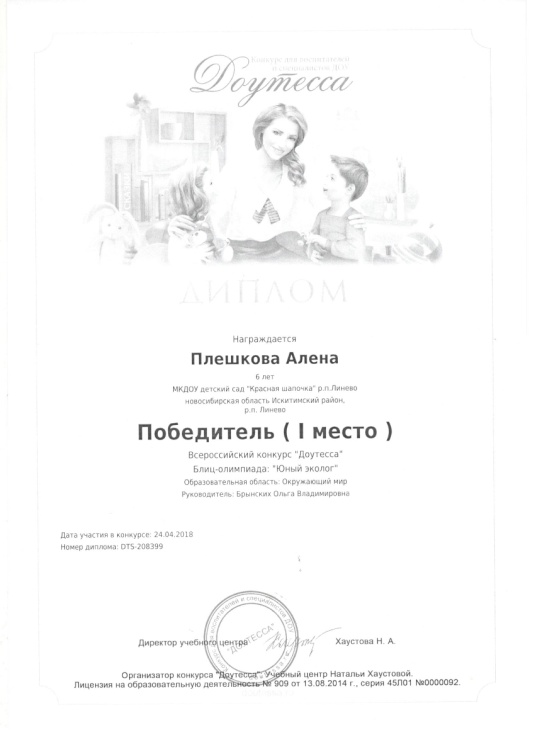 Конкурс для воспитателей
и специалистов ДОУ
Доутесса
ДИПЛОМ
Награждается
Плешкова Алена
6 лет
МКДОУ детский сад "Красная шапочка" р.п.Линево
новосибирская область Искитимский район,
р.п. Линево
Победитель ( I место )
Всероссийский конкурс "Доутесса"
Блиц-олимпиада: "Юный эколог"
Образовательная область: Окружающий мир
Руководитель: Брынских Ольга Владимировна
Дата участия в конкурсе: 24.04.2018
Номер диплома: DTS-208399
воспитателей и специалистов ДОУ
"ДОУТЕССА"
Директор учебного центра
Хаустова Н. А.
Организатор конкурса "Доутесса", Учебный центр Натальи Хаустовой.
Лицензия на образовательную деятельность № 909 от 13.08.2014 г., серия 45Л01 №0000092.